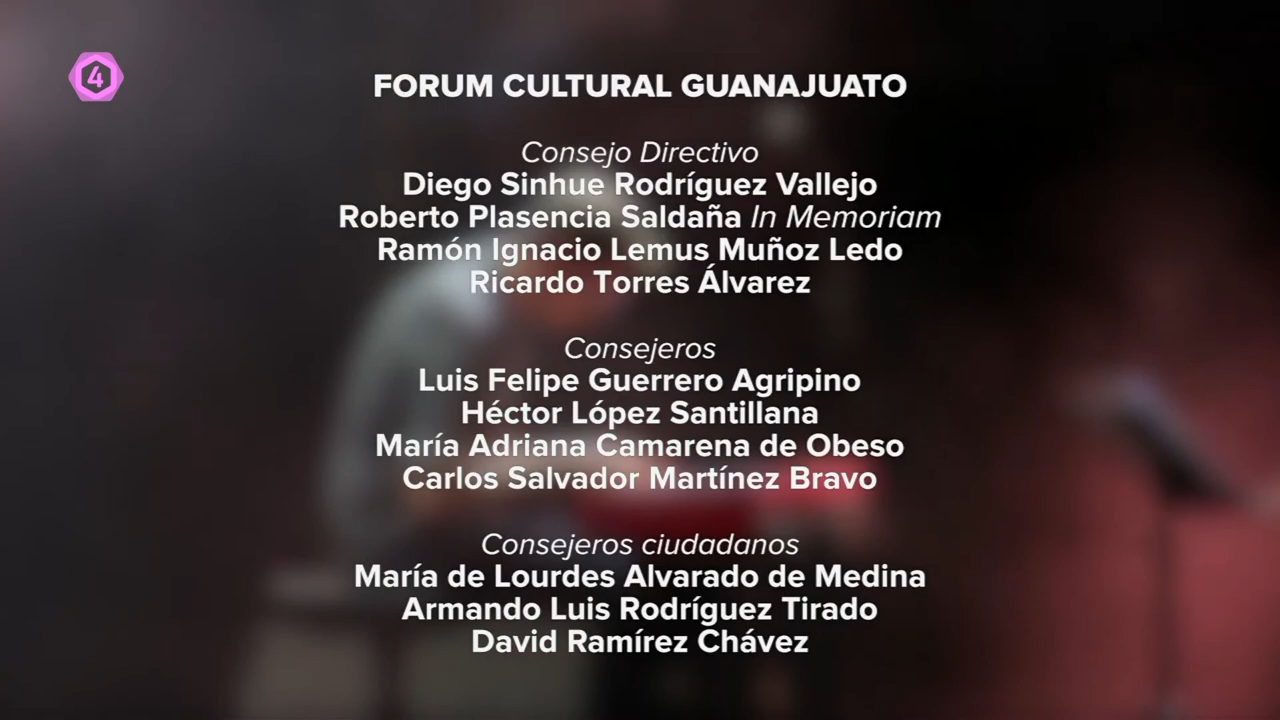 4
FORUM CULTURAL GUANAJUATO
Consejo Directivo
Diego Sinhue Rodríguez Vallejo
Roberto Plasencia Saldaña In Memoriam
Ramón Ignacio Lemus Muñoz Ledo
Ricardo Torres Álvarez
Consejeros
Luis Felipe Guerrero Agripino
Héctor López Santillana
María Adriana Camarena de Obeso
Carlos Salvador Martínez Bravo
Consejeros ciudadanos
María de Lourdes Alvarado de Medina
Armando Luis Rodríguez Tirado
David Ramírez Chávez